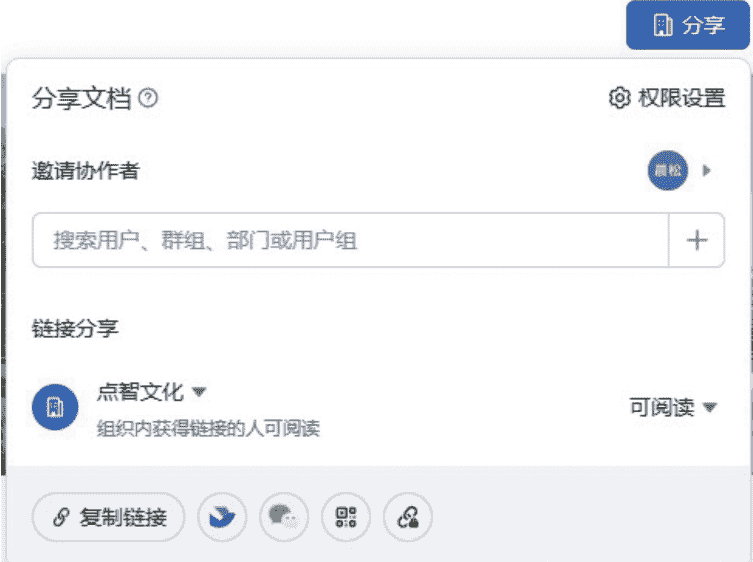 分享
分享文档
权限设置
邀请协作者
晨松
搜索用户、群组、部门或用户组
链接分享
点智文化
可阅读
组织内获得链接的人可阅读
复制链接